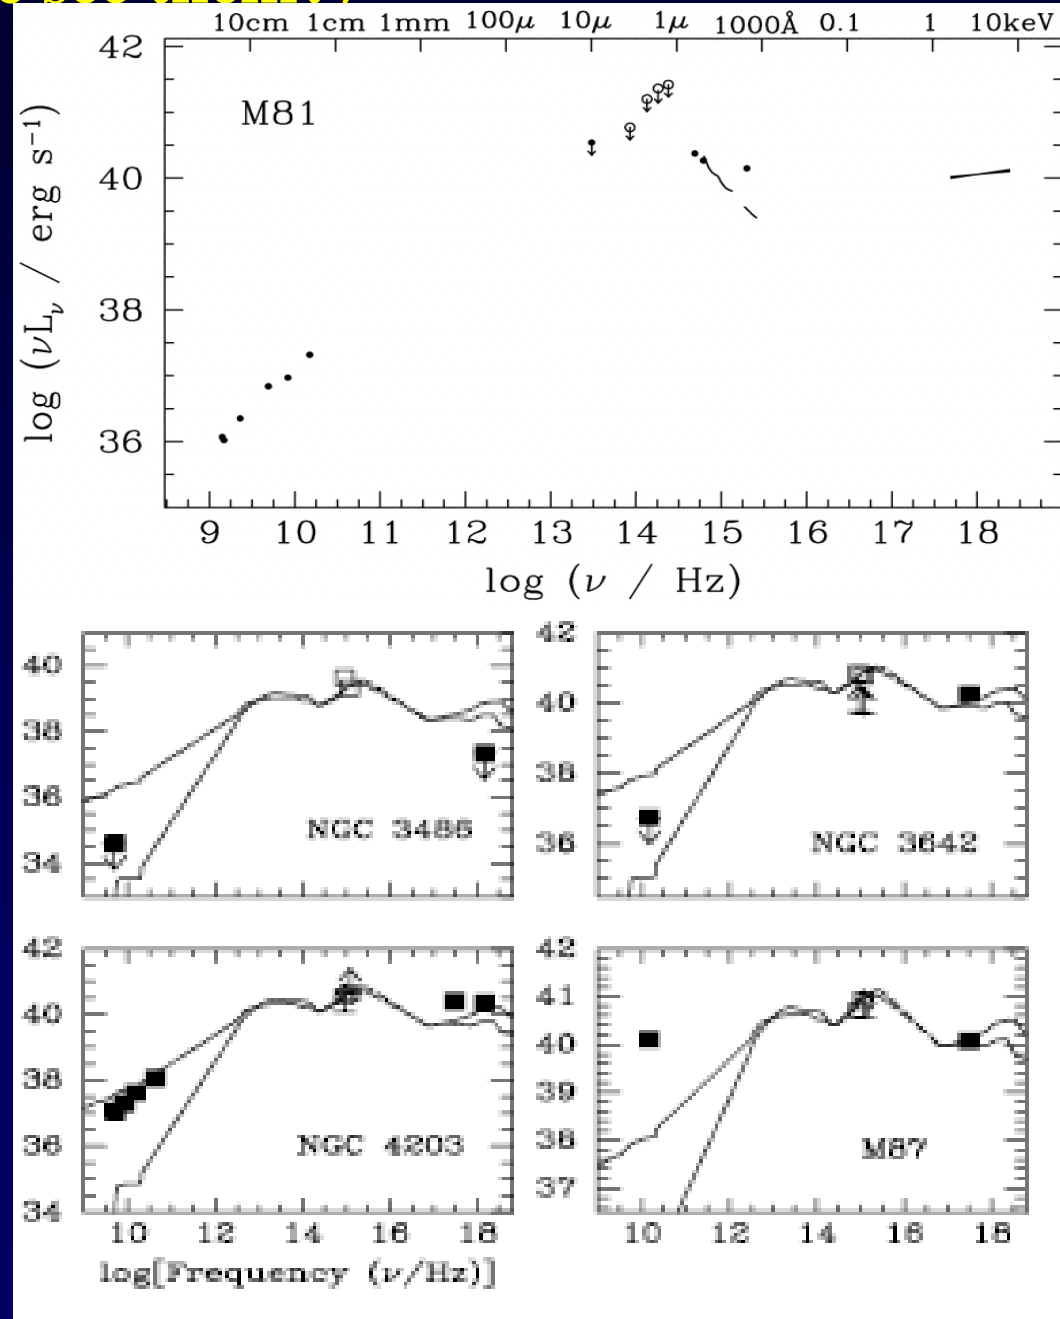 10cm 1cm 1mm 100μ 10μ 1μ 1000Å 0.1 1 10keV
42
M81
40
38
36
log (νLν / erg s⁻¹)
9 10 11 12 13 14 15 16 17 18
log (ν / Hz)
40
38
36
34
NGC 3486
42
40
38
36
NGC 3642
42
40
38
36
34
NGC 4203
10 12 14 16 18
log[Frequency (ν/Hz)]
42
41
40
39
38
37
M87
10 12 14 16 18